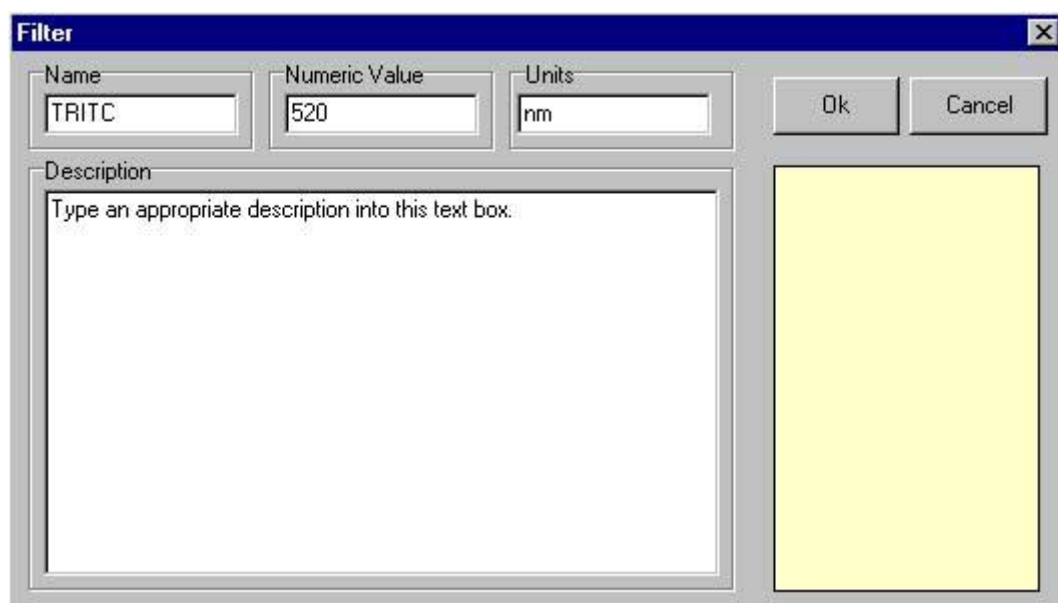 Filter
Name
Numeric Value
Units
TRITC
520
nm
Ok
Cancel
Description
Type an appropriate description into this text box.